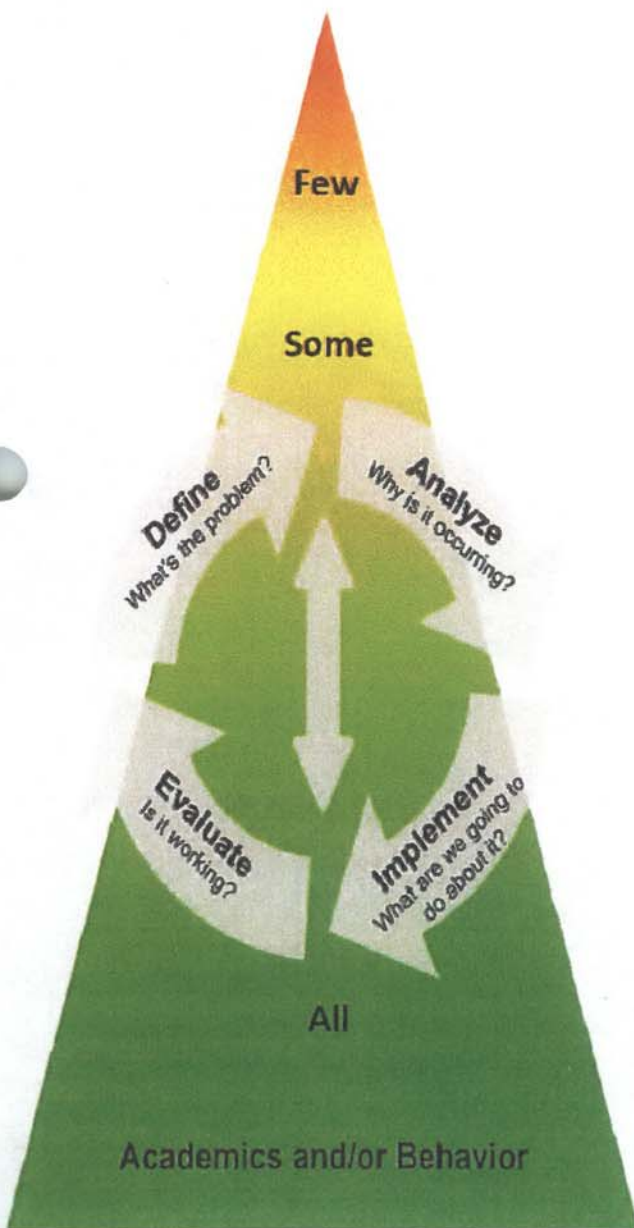 Few
Some
Define
What's the problem?
Analyze
Why is it occurring?
Implement
What are we going to
do about it?
Evaluate
Is it working?
All
Academics and/or Behavior